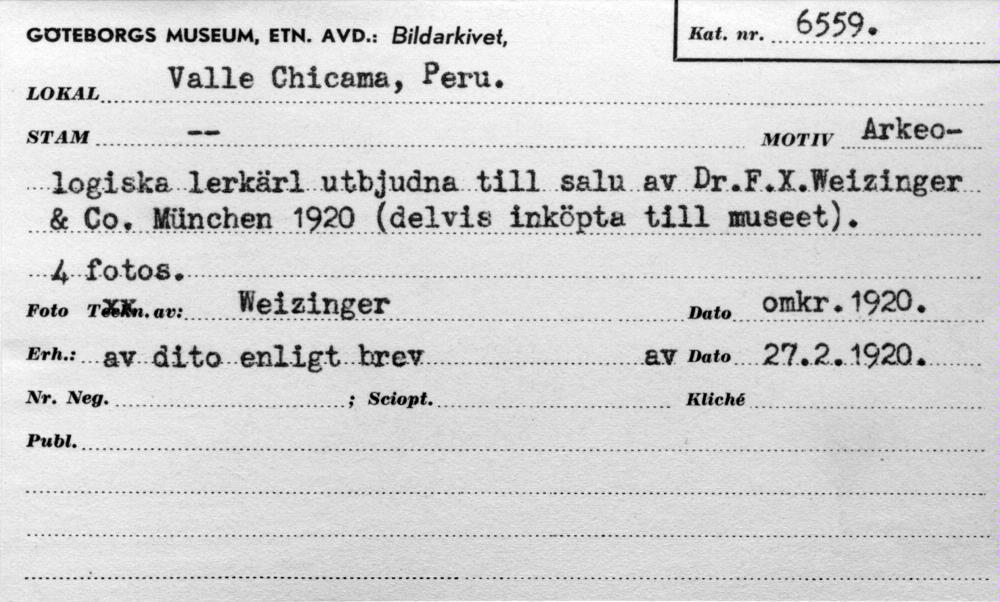 GÖTEBORGS MUSEUM, ETN. AVD.: Bildarkivet, Kat. nr. 6559.
LOKAL Valle Chicama, Peru.
STAM -- MOTIV Arkeo-
logiska lerkärl utbjudna till salu av Dr.F.X.Weizinger
& Co. München 1920 (delvis inköpta till museet).
4 fotos.
Foto Teckn. av: Weizinger Dato omkr. 1920.
Erh.: av dito enligt brev av Dato 27.2.1920.
Nr. Neg. ; Sciopt. Kliché
Publ.